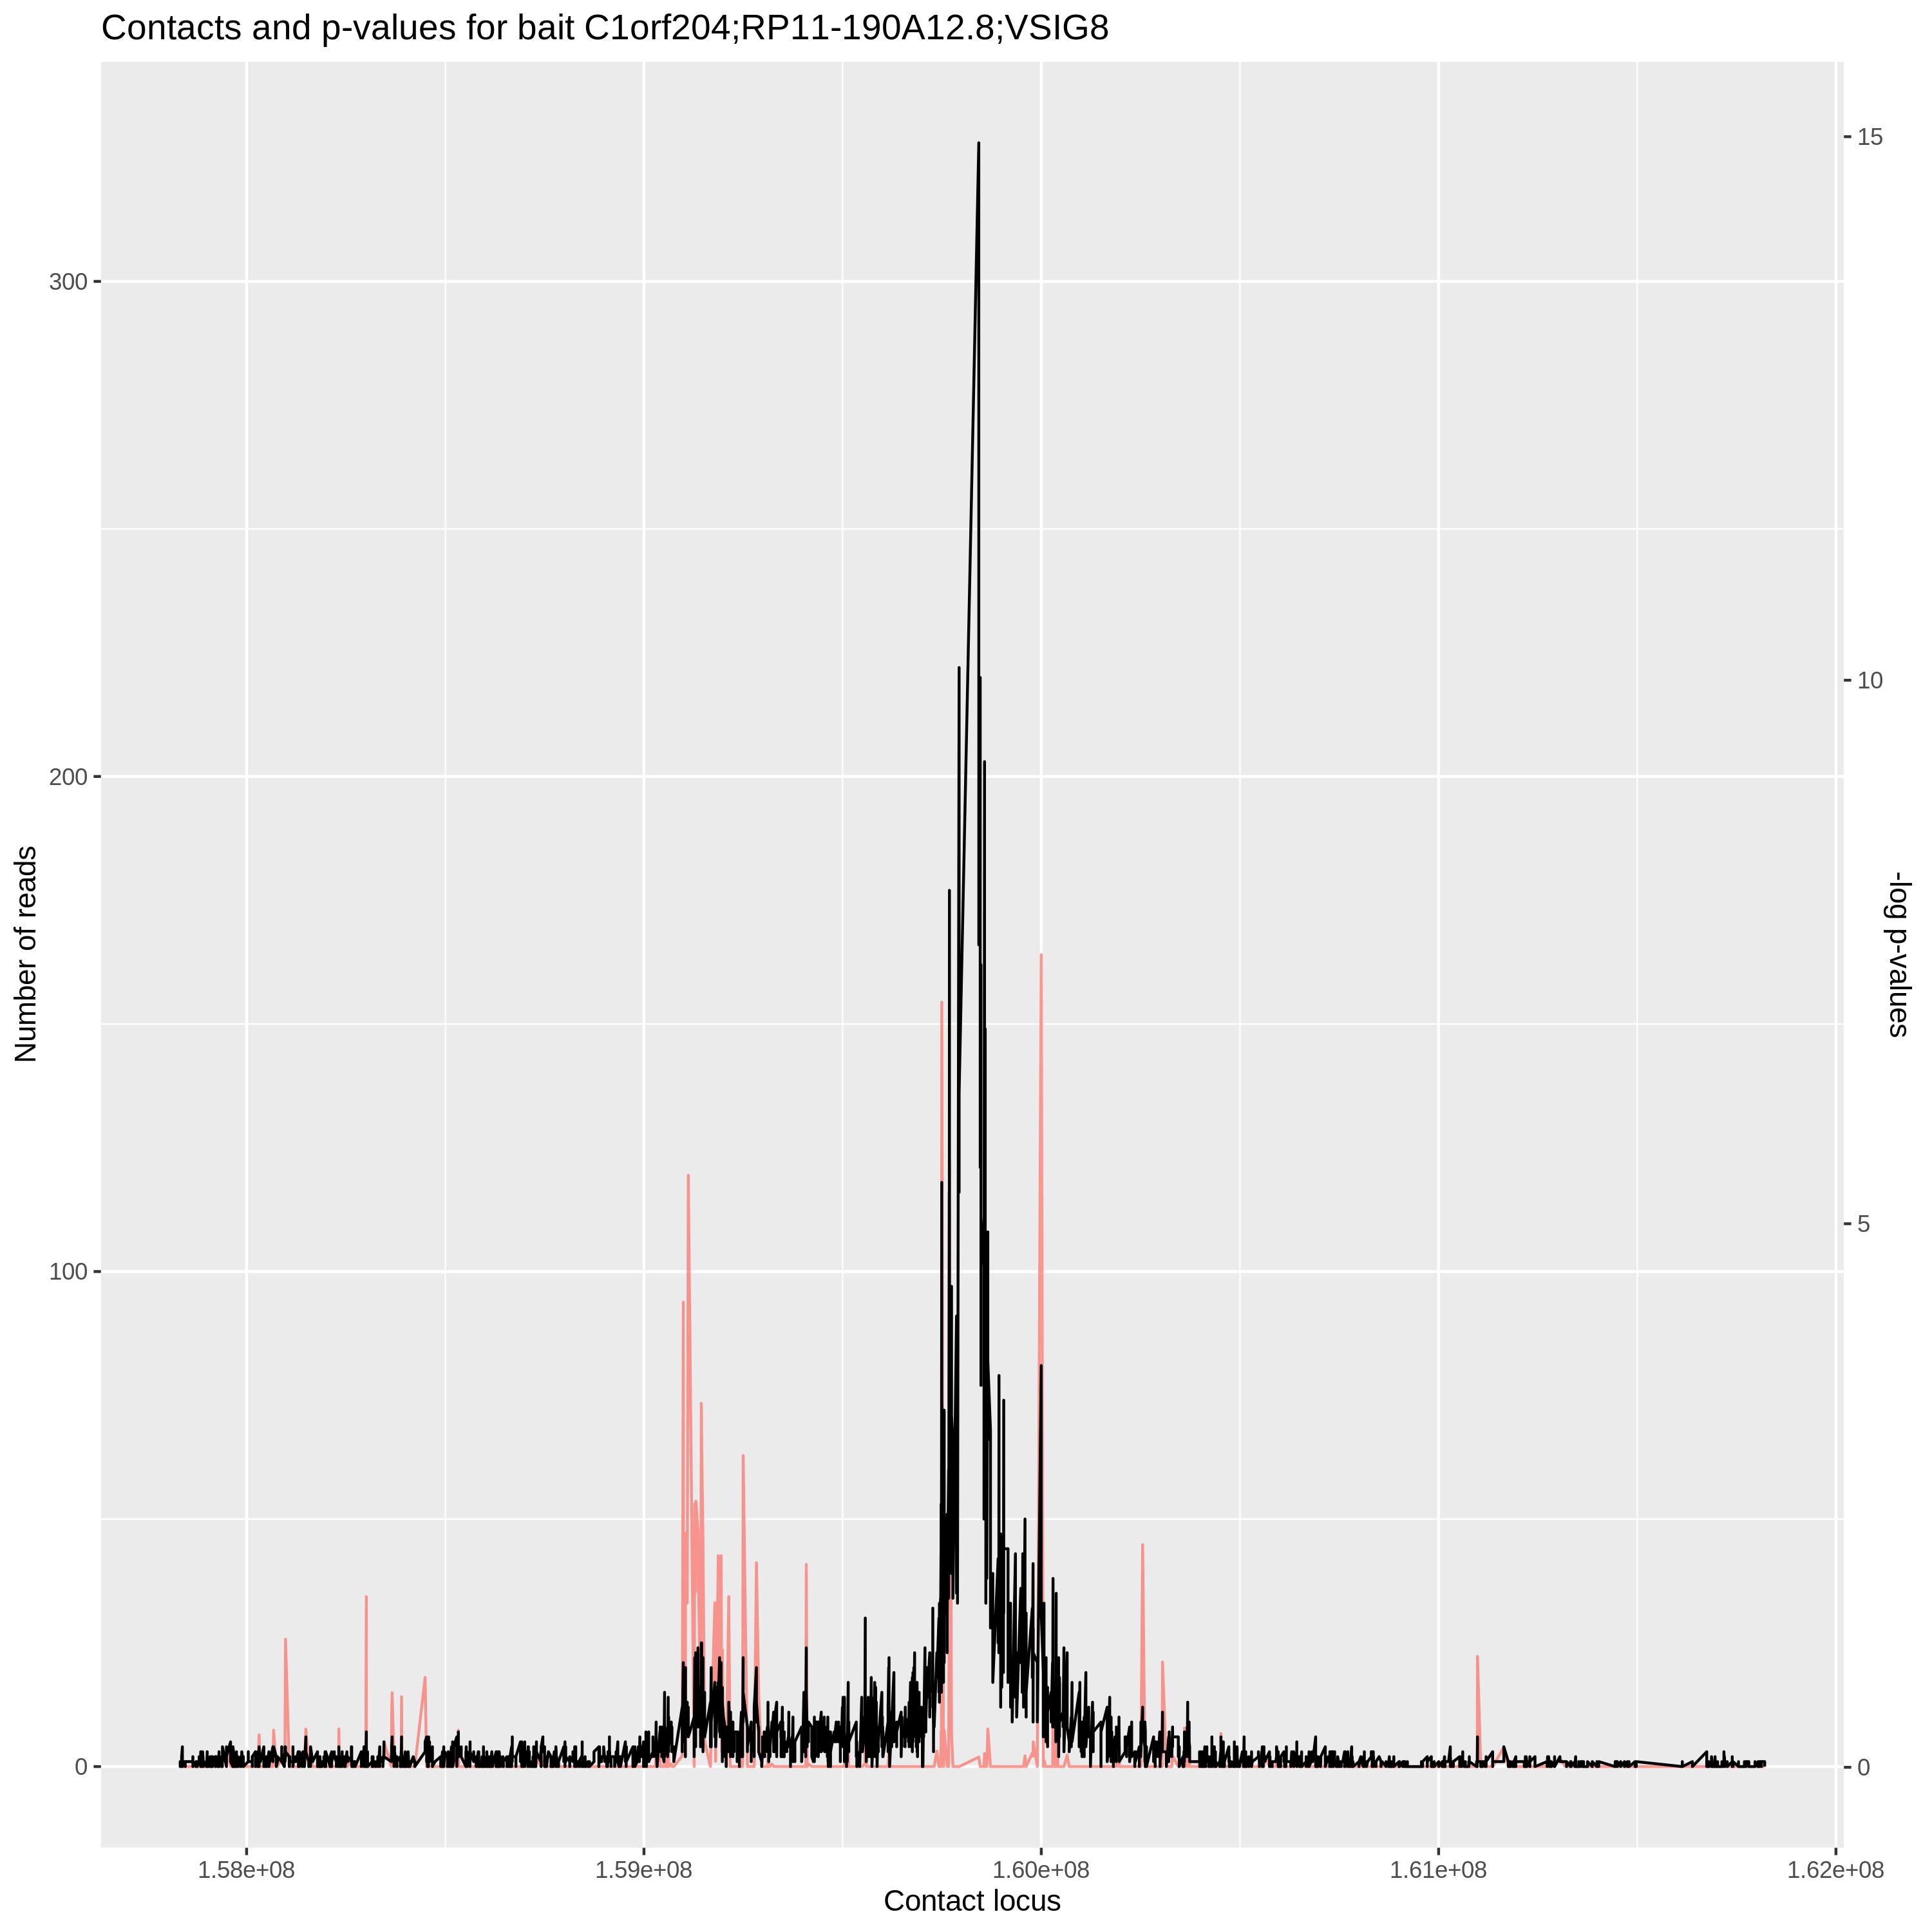 Contacts and p-values for bait C1orf204;RP11-190A12.8;VSIG8
Number of reads
300
200
100
0
15
10
5
0
-log p-values
1.58e+08
1.59e+08
1.60e+08
1.61e+08
1.62e+08
Contact locus